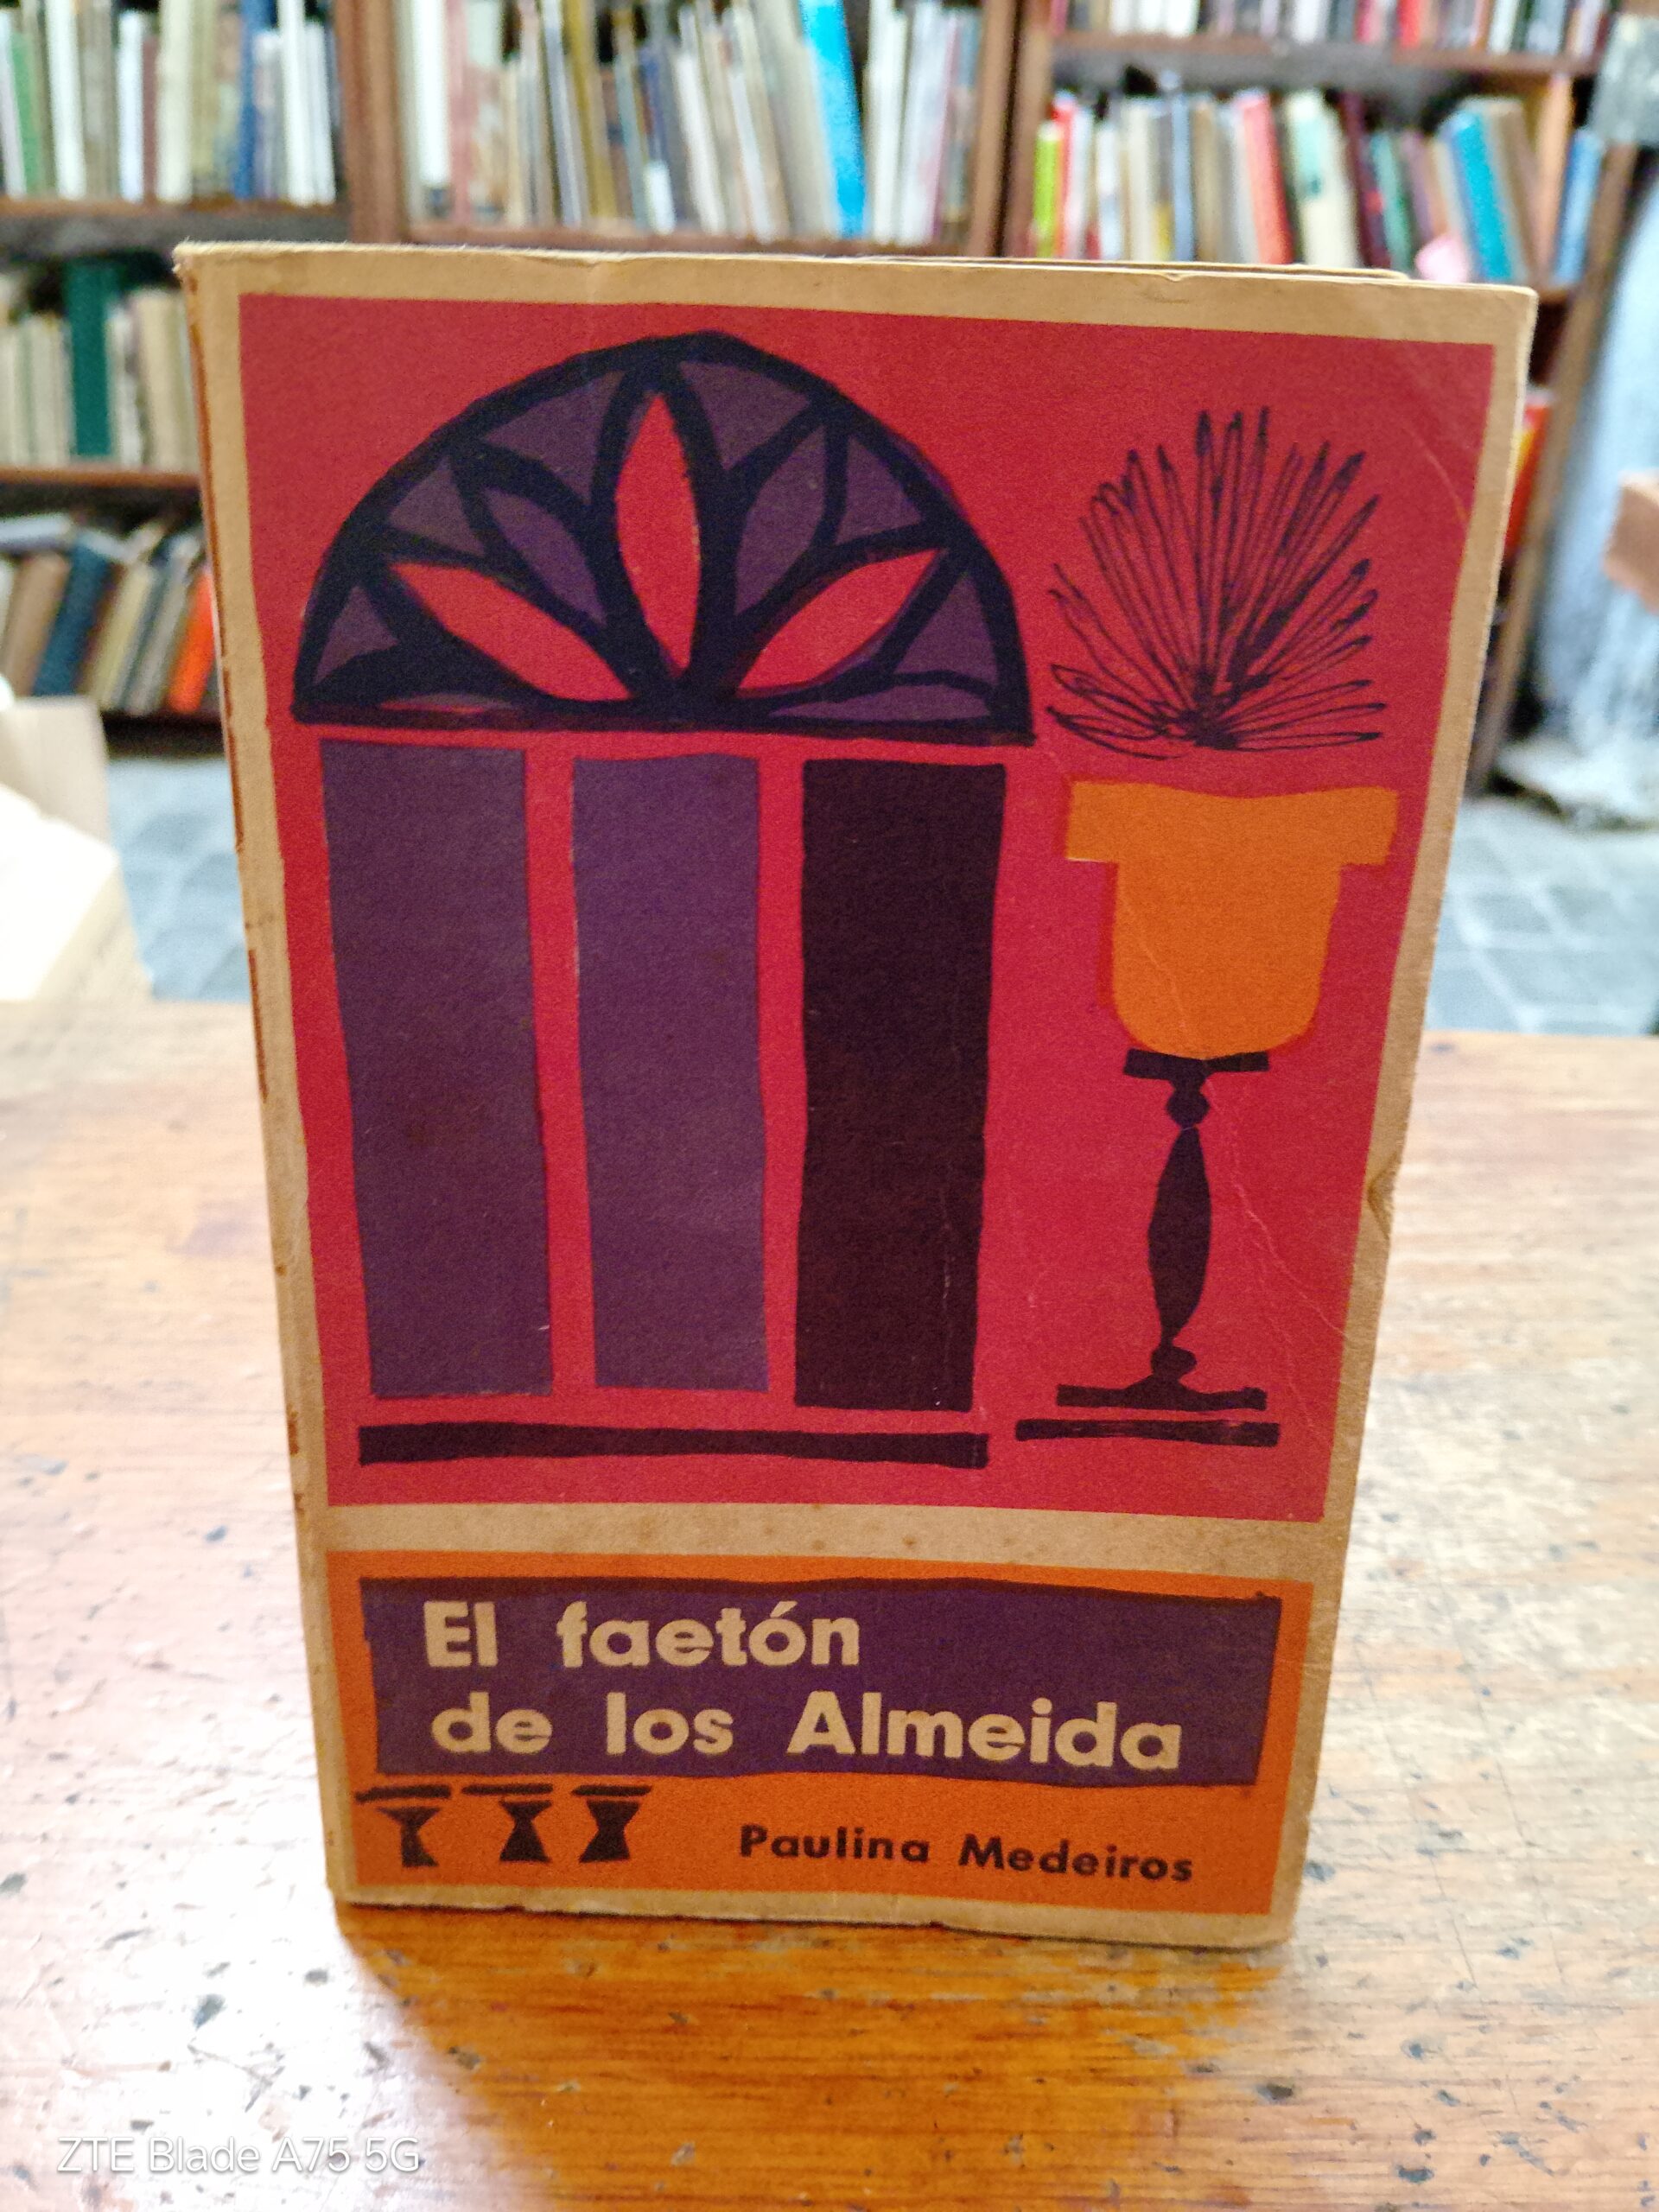 El faetón
de los Almeida
Paulina Medeiros
ZTE Blade A75 5G